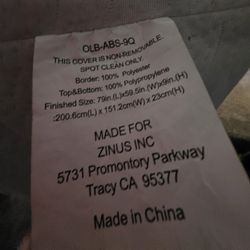 OLB-ABS-9Q
THIS COVER IS NON-REMOVABLE.
SPOT CLEAN ONLY.
Border: 100% Polyester
Top&Bottom: 100% Polypropylene
Finished Size: 79in.(L)x59.5in.(W)x9in.(H)
:200.6cm(L) x 151.2cm(W) x 23cm(H)
MADE FOR
ZINUS INC
5731 Promontory Parkway
Tracy CA 95377
Made in China